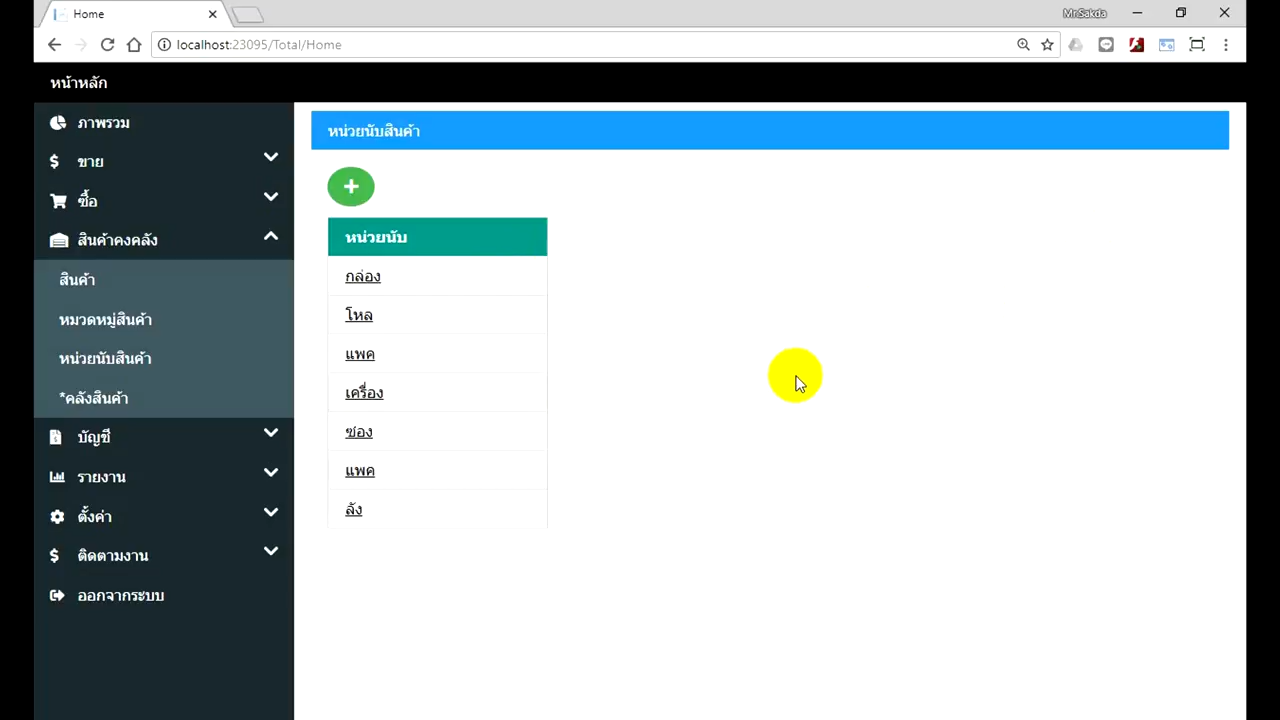 Home
MrSakda
localhost:23095/Total/Home
หน้าหลัก
ภาพรวม
ขาย
ซื้อ
สินค้าคงคลัง
สินค้า
หมวดหมู่สินค้า
หน่วยนับสินค้า
*คลังสินค้า
บัญชี
รายงาน
ตั้งค่า
ติดตามงาน
ออกจากระบบ
หน่วยนับสินค้า
หน่วยนับ
กล่อง
โหล
แพค
เครื่อง
ซ่อง
แพค
ลัง